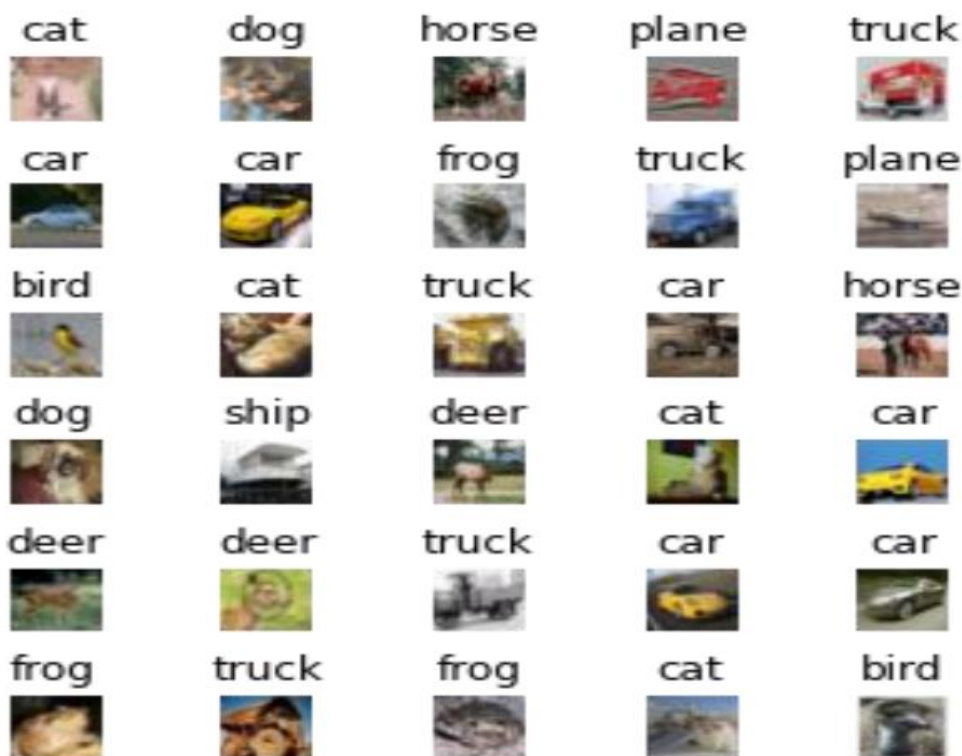 cat dog horse plane truck
car car frog truck plane
bird cat truck car horse
dog ship deer cat car
deer deer truck car car
frog truck frog cat bird